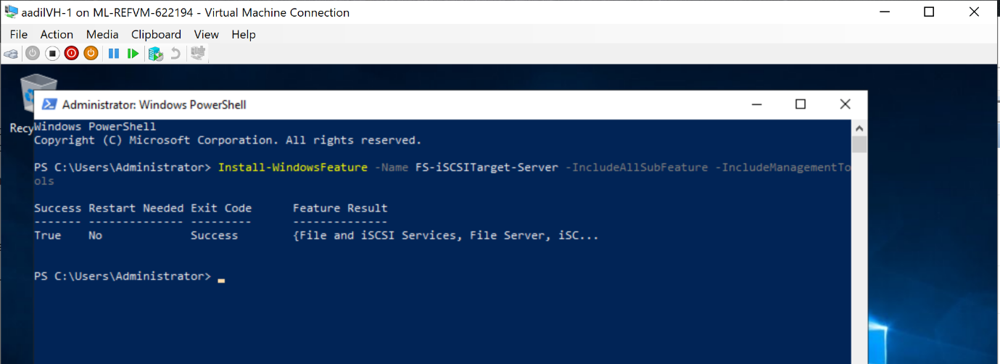 aadilVH-1 on ML-REFVM-622194 - Virtual Machine Connection
File Action Media Clipboard View Help
Administrator: Windows PowerShell
Recy
Windows PowerShell
Copyright (C) Microsoft Corporation. All rights reserved.
PS C:\Users\Administrator> Install-WindowsFeature -Name FS-iSCSITarget-Server -IncludeAllSubFeature -IncludeManagementTo
ols
Success Restart Needed Exit Code      Feature Result
------- -------------- ---------      --------------
True    No             Success        {File and iSCSI Services, File Server, iSC...
PS C:\Users\Administrator>